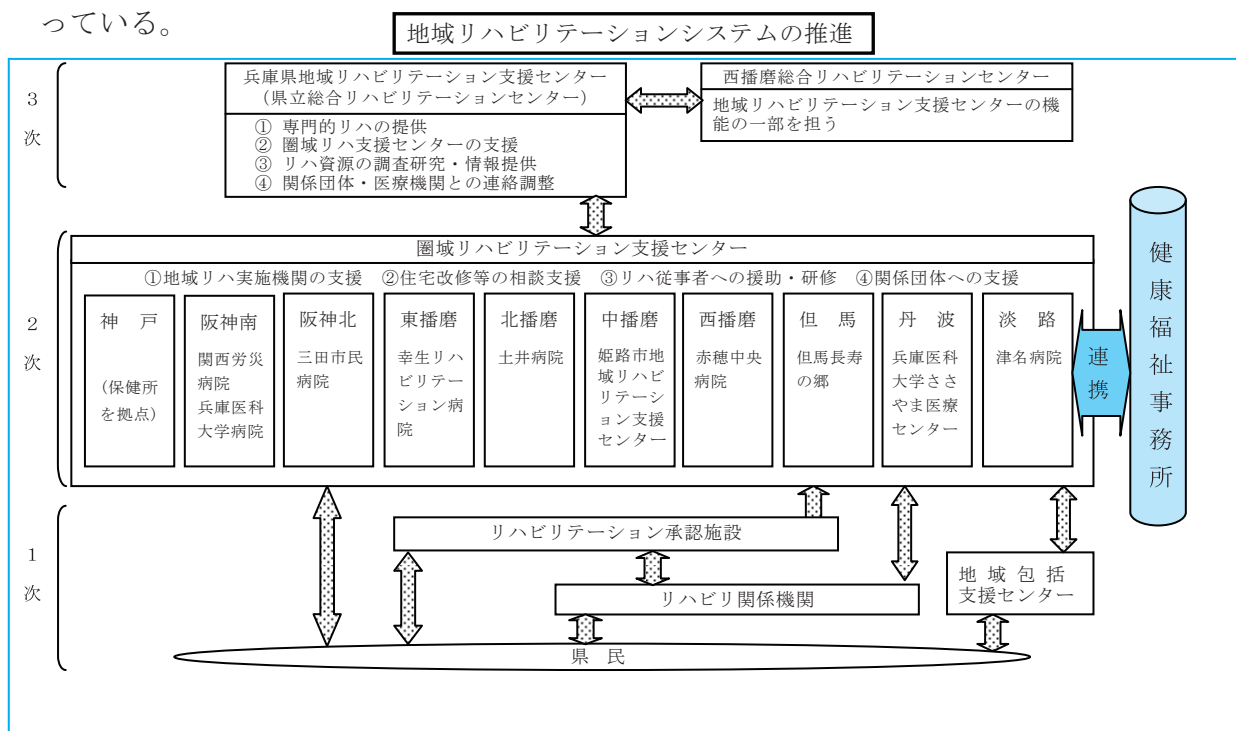 っている。
地域リハビリテーションシステムの推進
3
次
兵庫県地域リハビリテーション支援センター
（県立総合リハビリテーションセンター）
① 専門的リハの提供
② 圏域リハ支援センターの支援
③ リハ資源の調査研究・情報提供
④ 関係団体・医療機関との連絡調整
西播磨総合リハビリテーションセンター
地域リハビリテーション支援センターの機
能の一部を担う
2
次
圏域リハビリテーション支援センター
①地域リハ実施機関の支援 ②住宅改修等の相談支援 ③リハ従事者への援助・研修 ④関係団体への支援
神 戸
(保健所
を拠点)
阪神南
関西労災
病院
兵庫医科
大学病院
阪神北
三田市民
病院
東播磨
幸生リハ
ビリテー
ション病
院
北播磨
土井病院
中播磨
姫路市地
域リハビ
リテーシ
ョン支援
センター
西播磨
赤穂中央
病院
但馬
但馬長寿
の郷
丹 波
兵庫医科
大学ささ
やま医療
センター
淡路
津名病院
連
携
健
康
福
祉
事
務
所
1
次
リハビリテーション承認施設
リハビリ関係機関
地 域 包 括
支援センター
県 民